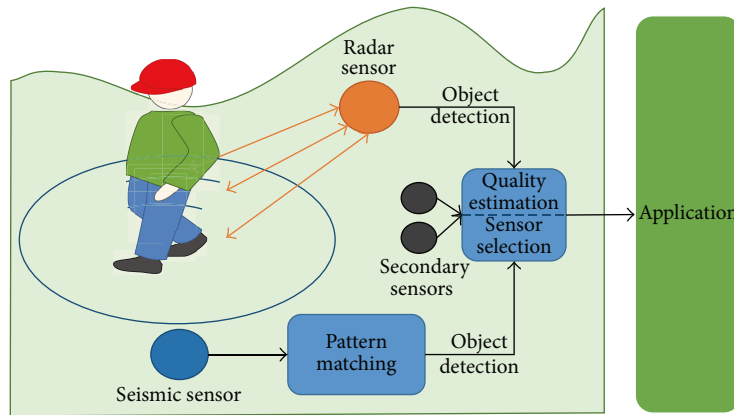 Radar
sensor
Object
detection
Quality
estimation
Sensor
selection
Application
Secondary
sensors
Pattern
matching
Object
detection
Seismic sensor